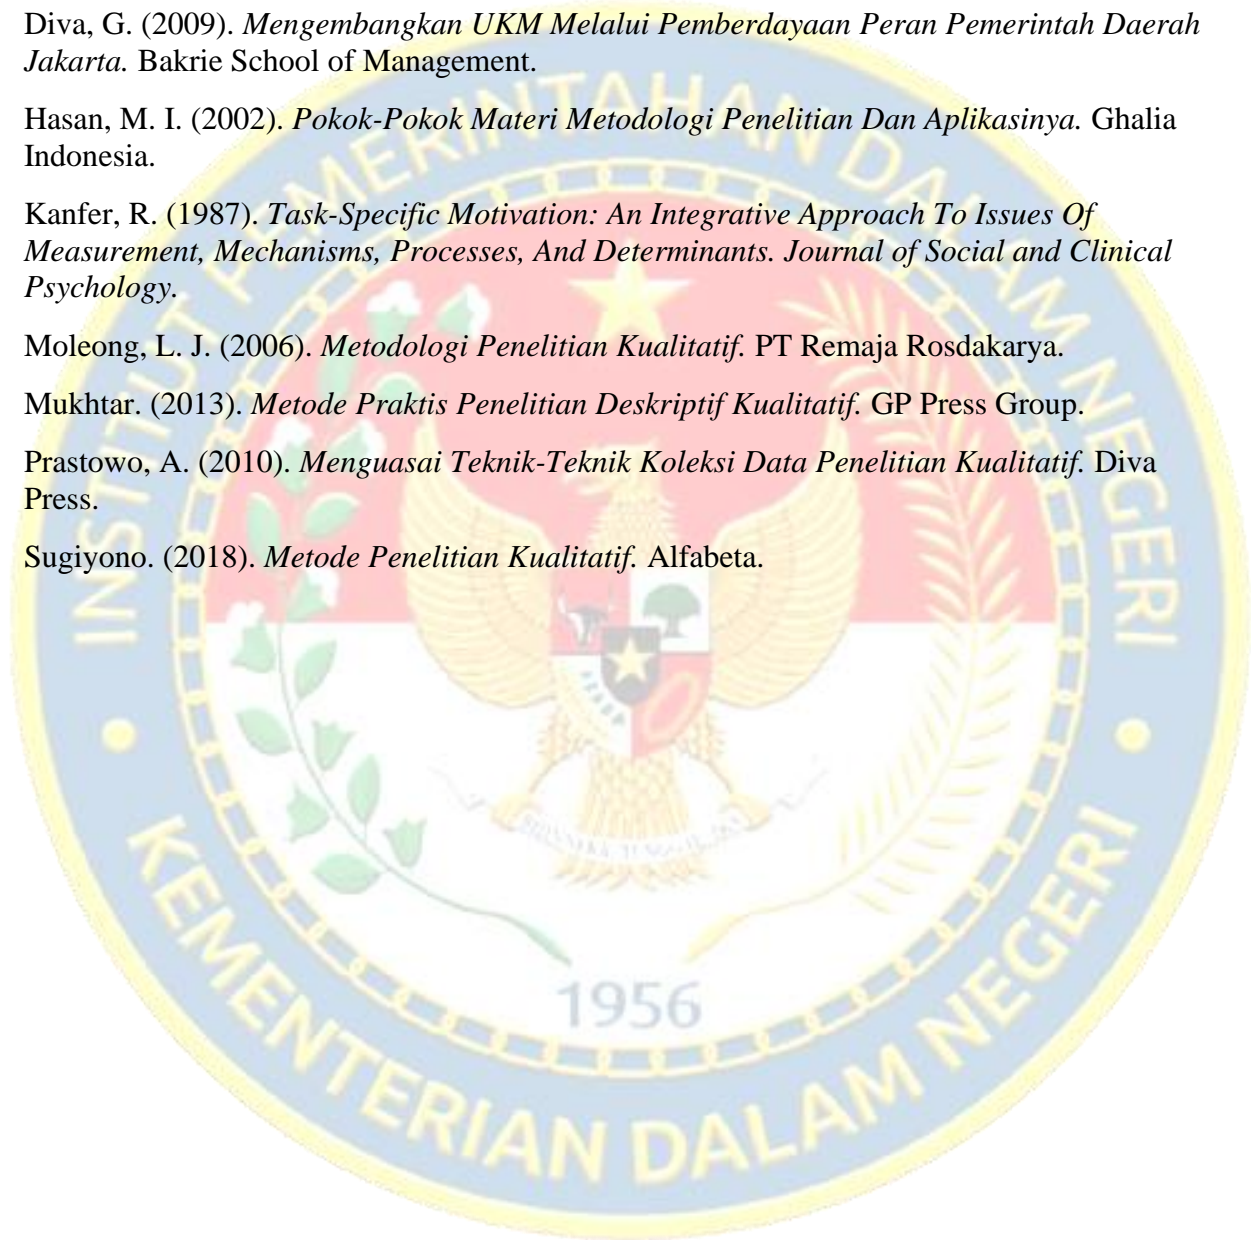 Diva, G. (2009). Mengembangkan UKM Melalui Pemberdayaan Peran Pemerintah Daerah
Jakarta. Bakrie School of Management.
Hasan, M. I. (2002). Pokok-Pokok Materi Metodologi Penelitian Dan Aplikasinya. Ghalia
Indonesia.
Kanfer, R. (1987). Task-Specific Motivation: An Integrative Approach To Issues Of
Measurement, Mechanisms, Processes, And Determinants. Journal of Social and Clinical
Psychology.
Moleong, L. J. (2006). Metodologi Penelitian Kualitatif. PT Remaja Rosdakarya.
Mukhtar. (2013). Metode Praktis Penelitian Deskriptif Kualitatif. GP Press Group.
Prastowo, A. (2010). Menguasai Teknik-Teknik Koleksi Data Penelitian Kualitatif. Diva
Press.
Sugiyono. (2018). Metode Penelitian Kualitatif. Alfabeta.
INSTITUT PEMERINTAHAN DALAM NEGERI
1956
KEMENTERIAN DALAM NEGERI